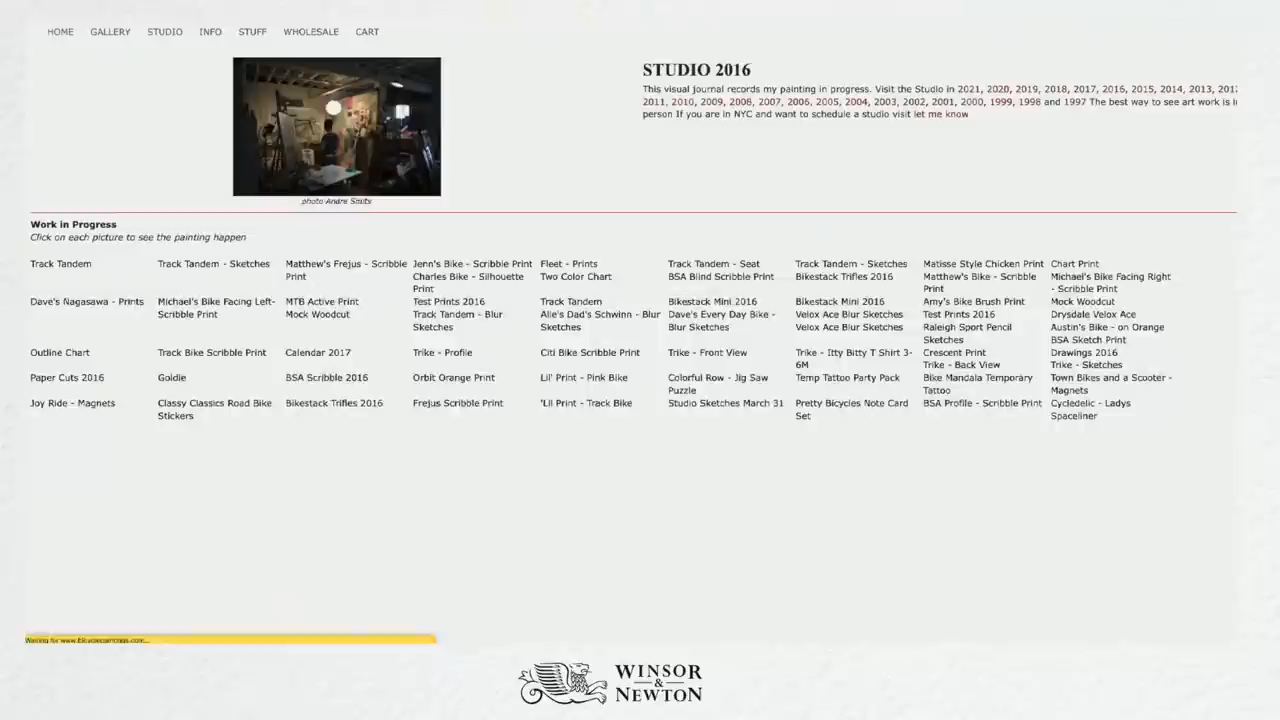 HOME GALLERY STUDIO INFO STUFF WHOLESALE CART
STUDIO 2016
This visual journal records my painting in progress. Visit the Studio in 2021, 2020, 2019, 2018, 2017, 2016, 2015, 2014, 2013,
2011, 2010, 2009, 2008, 2007, 2006, 2005, 2004, 2003, 2002, 2001, 2000, 1999, 1998 and 1997 The best way to see art work is
person If you are in NYC and want to schedule a studio visit let me know
photo Andre Smits
Work in Progress
Click on each picture to see the painting happen
Track Tandem Track Tandem - Sketches Matthew's Frejus - Scribble Jenn's Bike - Scribble Print Fleet - Prints Track Tandem - Seat Track Tandem - Sketches Matisse Style Chicken Print Chart Print
Print Charles Bike - Silhouette Two Color Chart BSA Blind Scribble Print Bikestack Trifles 2016 Matthew's Bike - Scribble Michael's Bike Facing Right
Print Print - Scribble Print
Dave's Nagasawa - Prints Michael's Bike Facing Left- MTB Active Print Test Prints 2016 Track Tandem Bikestack Mini 2016 Bikestack Mini 2016 Amy's Bike Brush Print Mock Woodcut
Scribble Print Mock Woodcut Track Tandem - Blur Alie's Dad's Schwinn - Blur Dave's Every Day Bike - Velox Ace Blur Sketches Test Prints 2016 Drysdale Velox Ace
Sketches Sketches Blur Sketches Velox Ace Blur Sketches Raleigh Sport Pencil Austin's Bike - on Orange
Sketches BSA Sketch Print
Outline Chart Track Bike Scribble Print Calendar 2017 Trike - Profile Citi Bike Scribble Print Trike - Front View Trike - Itty Bitty T Shirt 3- Crescent Print Drawings 2016
6M Trike - Back View Trike - Sketches
Paper Cuts 2016 Goldie BSA Scribble 2016 Orbit Orange Print Lil' Print - Pink Bike Colorful Row - Jig Saw Temp Tattoo Party Pack Bike Mandala Temporary Town Bikes and a Scooter -
Puzzle Tattoo Magnets
Joy Ride - Magnets Classy Classics Road Bike Bikestack Trifles 2016 Frejus Scribble Print 'Lil Print - Track Bike Studio Sketches March 31 Pretty Bicycles Note Card BSA Profile - Scribble Print Cycledelic - Ladys
Stickers Set Spaceliner
Waiting for
WINSOR
&
NEWTON